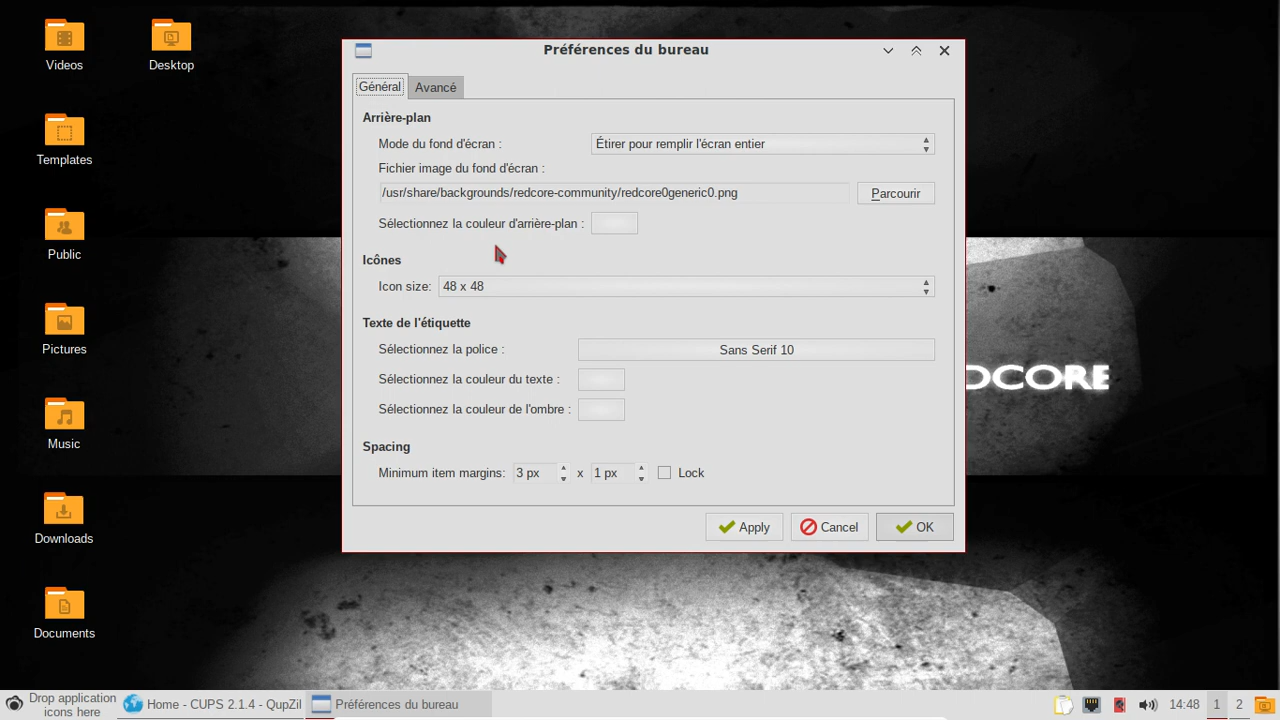 Videos
Desktop
Templates
Public
Pictures
Music
Downloads
Documents
Préférences du bureau
Général
Avancé
Arrière-plan
Mode du fond d'écran : Étirer pour remplir l'écran entier
Fichier image du fond d'écran :
/usr/share/backgrounds/redcore-community/redcore0generic0.png Parcourir
Sélectionnez la couleur d'arrière-plan :
Icônes
Icon size: 48 x 48
Texte de l'étiquette
Sélectionnez la police : Sans Serif 10
Sélectionnez la couleur du texte :
Sélectionnez la couleur de l'ombre :
Spacing
Minimum item margins: 3 px x 1 px Lock
Apply Cancel OK
DCORE
Drop application
icons here
Home - CUPS 2.1.4 - QupZil
Préférences du bureau
14:48 1 2